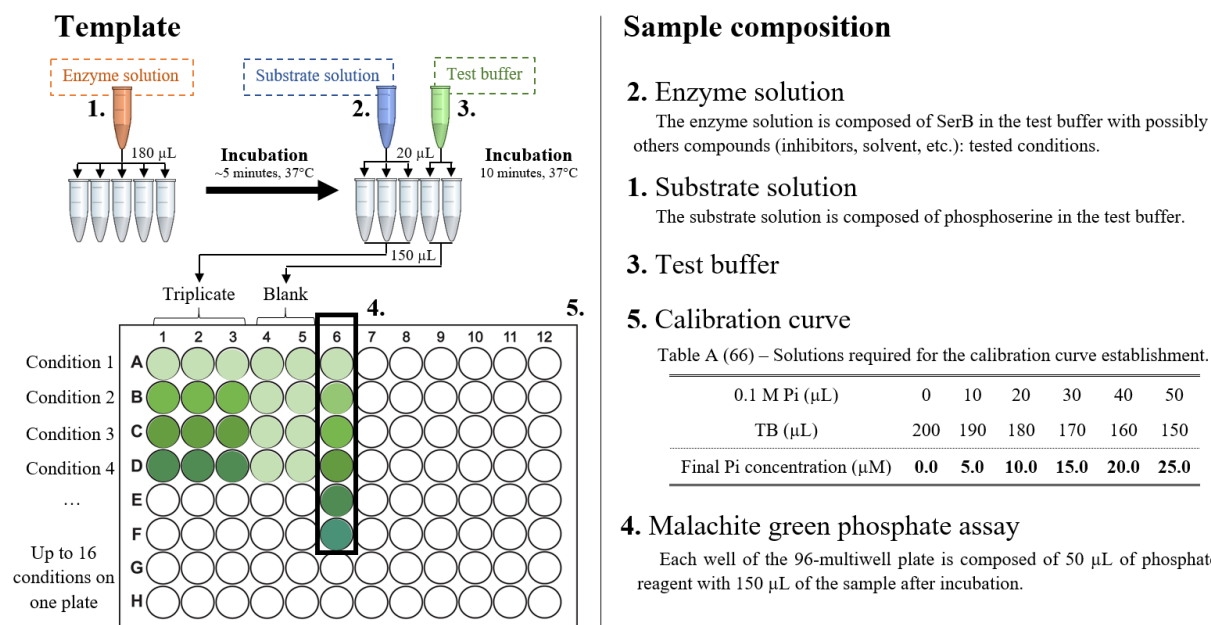 Template
Enzyme solution
Substrate solution
Test buffer
1.
2.
3.
180 µL
Incubation
~5 minutes, 37°C
20 µL
Incubation
10 minutes, 37°C
150 µL
Triplicate
Blank
4.
5.
1 2 3 4 5 6 7 8 9 10 11 12
Condition 1 A
Condition 2 B
Condition 3 C
Condition 4 D
… E
F
Up to 16
conditions on
one plate
G
H
Sample composition
2. Enzyme solution
The enzyme solution is composed of SerB in the test buffer with possibly
others compounds (inhibitors, solvent, etc.): tested conditions.
1. Substrate solution
The substrate solution is composed of phosphoserine in the test buffer.
3. Test buffer
5. Calibration curve
Table A (66) – Solutions required for the calibration curve establishment.
0.1 M Pi (µL) 0 10 20 30 40 50
TB (µL) 200 190 180 170 160 150
Final Pi concentration (µM) 0.0 5.0 10.0 15.0 20.0 25.0
4. Malachite green phosphate assay
Each well of the 96-multiwell plate is composed of 50 µL of phosphat
reagent with 150 µL of the sample after incubation.